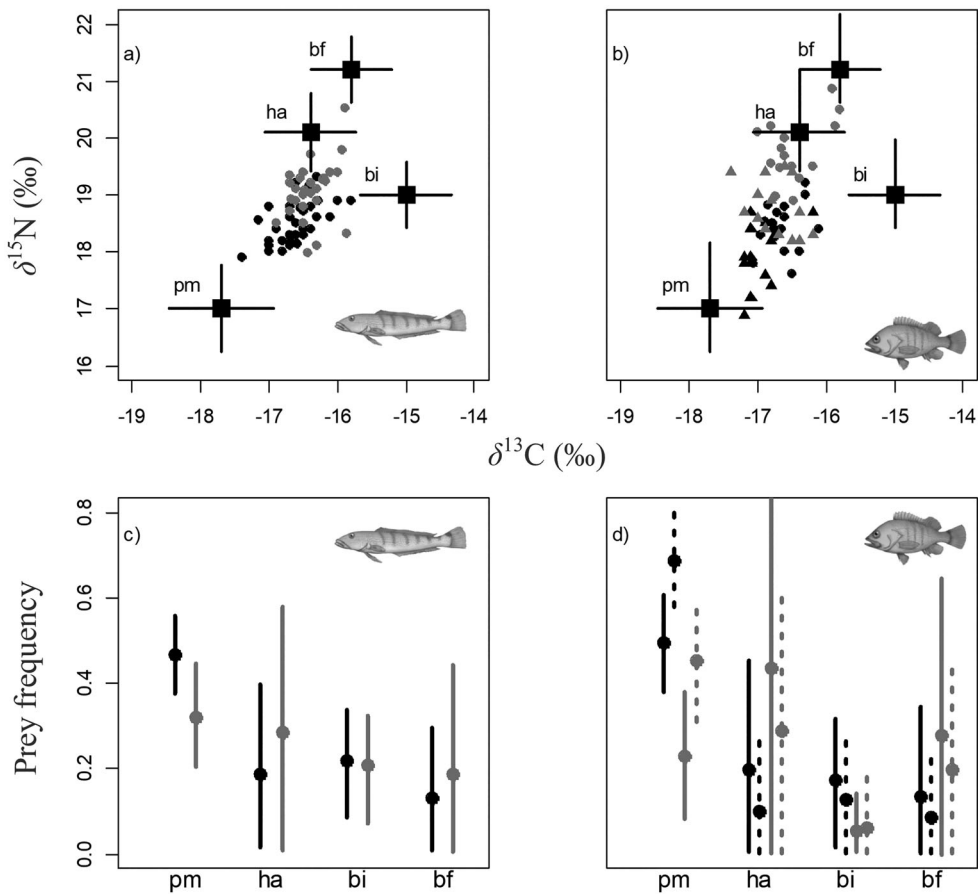 a)
bf
ha
bi
pm
22
21
20
19
18
17
16
δ15N (‰)
-19
-18
-17
-16
-15
-14
b)
bf
ha
bi
pm
-19
-18
-17
-16
-15
-14
δ13C (‰)
c)
0.8
0.6
0.4
0.2
0.0
Prey frequency
pm
ha
bi
bf
d)
pm
ha
bi
bf